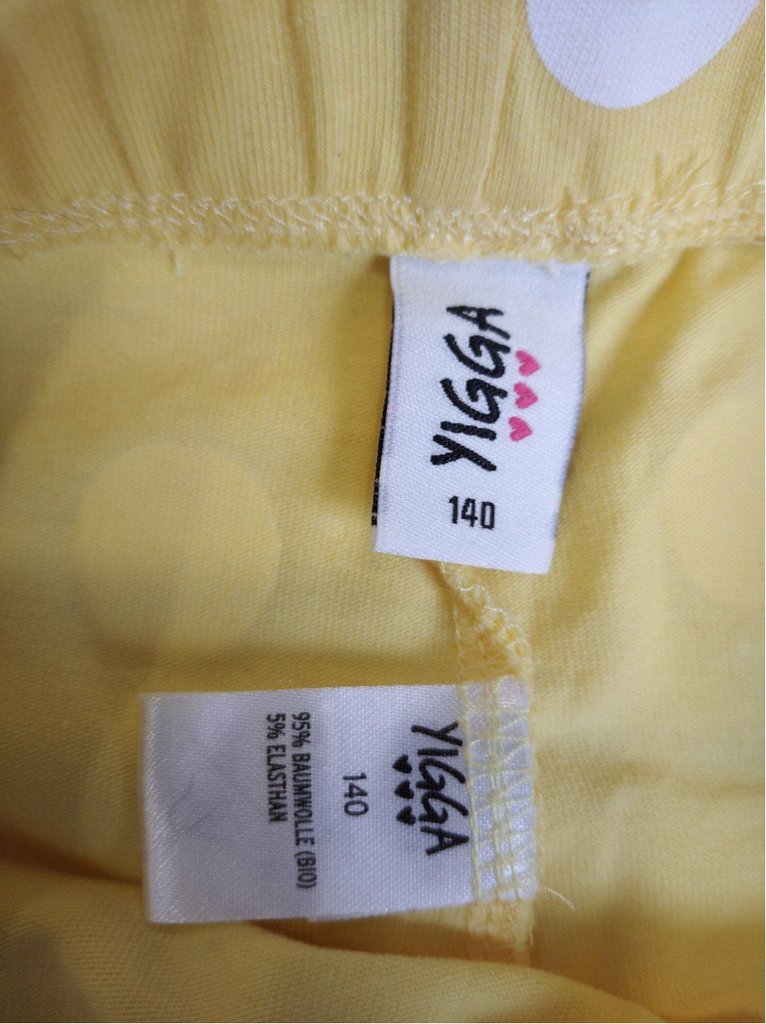 YIGGA
140
YIGGA
140
95% BAUMWOLLE (BIO)
5% ELASTHAN